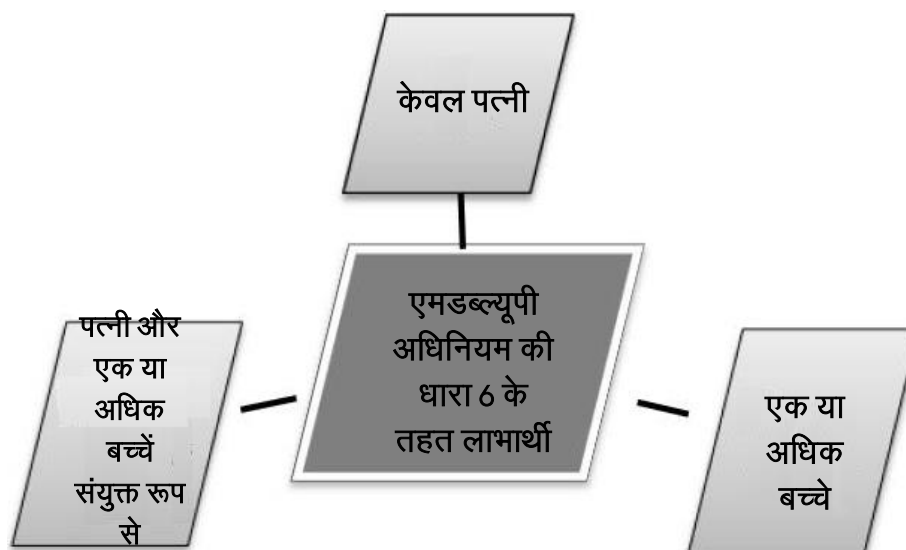 केवल पत्नी
एमडब्ल्यूपी
अधिनियम की
धारा 6 के
तहत लाभार्थी
पत्नी और
एक या
अधिक
बच्चें
संयुक्त रूप
से
एक या
अधिक
बच्चे